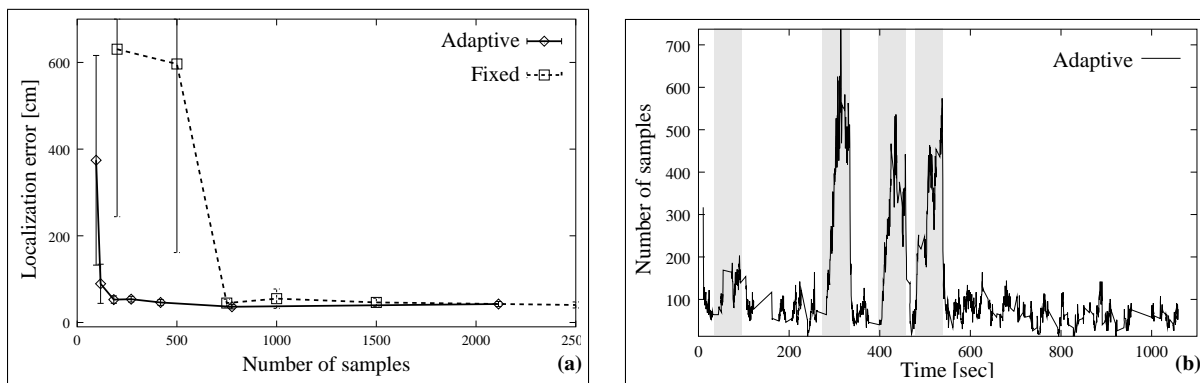 Localization error [cm]
600
400
200
0
Adaptive
Fixed
0 500 1000 1500 2000 2500
Number of samples (a)
Number of samples
700
600
500
400
300
200
100
Adaptive
0 200 400 600 800 1000
Time [sec] (b)